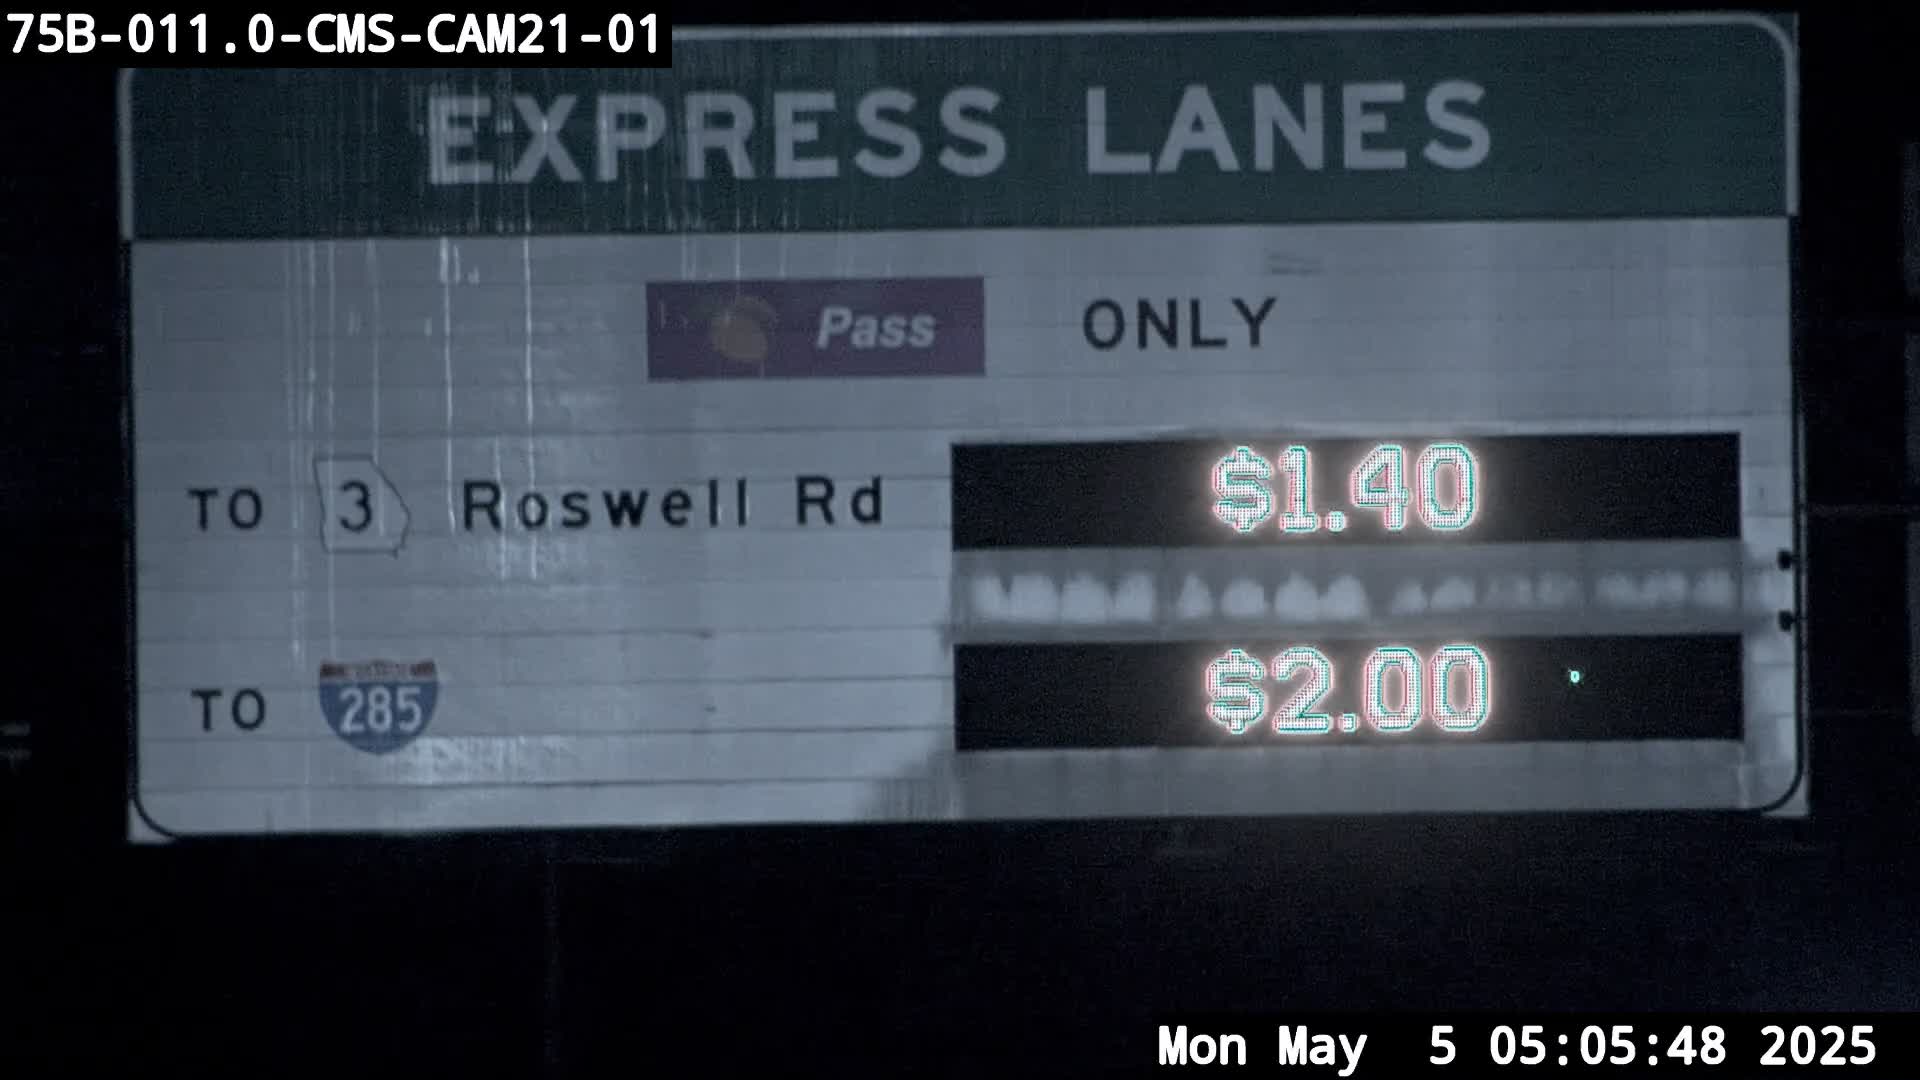 75B-011.0-CMS-CAM21-01
EXPRESS LANES
Pass ONLY
TO 3 Roswell Rd $1.40
TO 285 $2.00
Mon May 5 05:05:48 2025